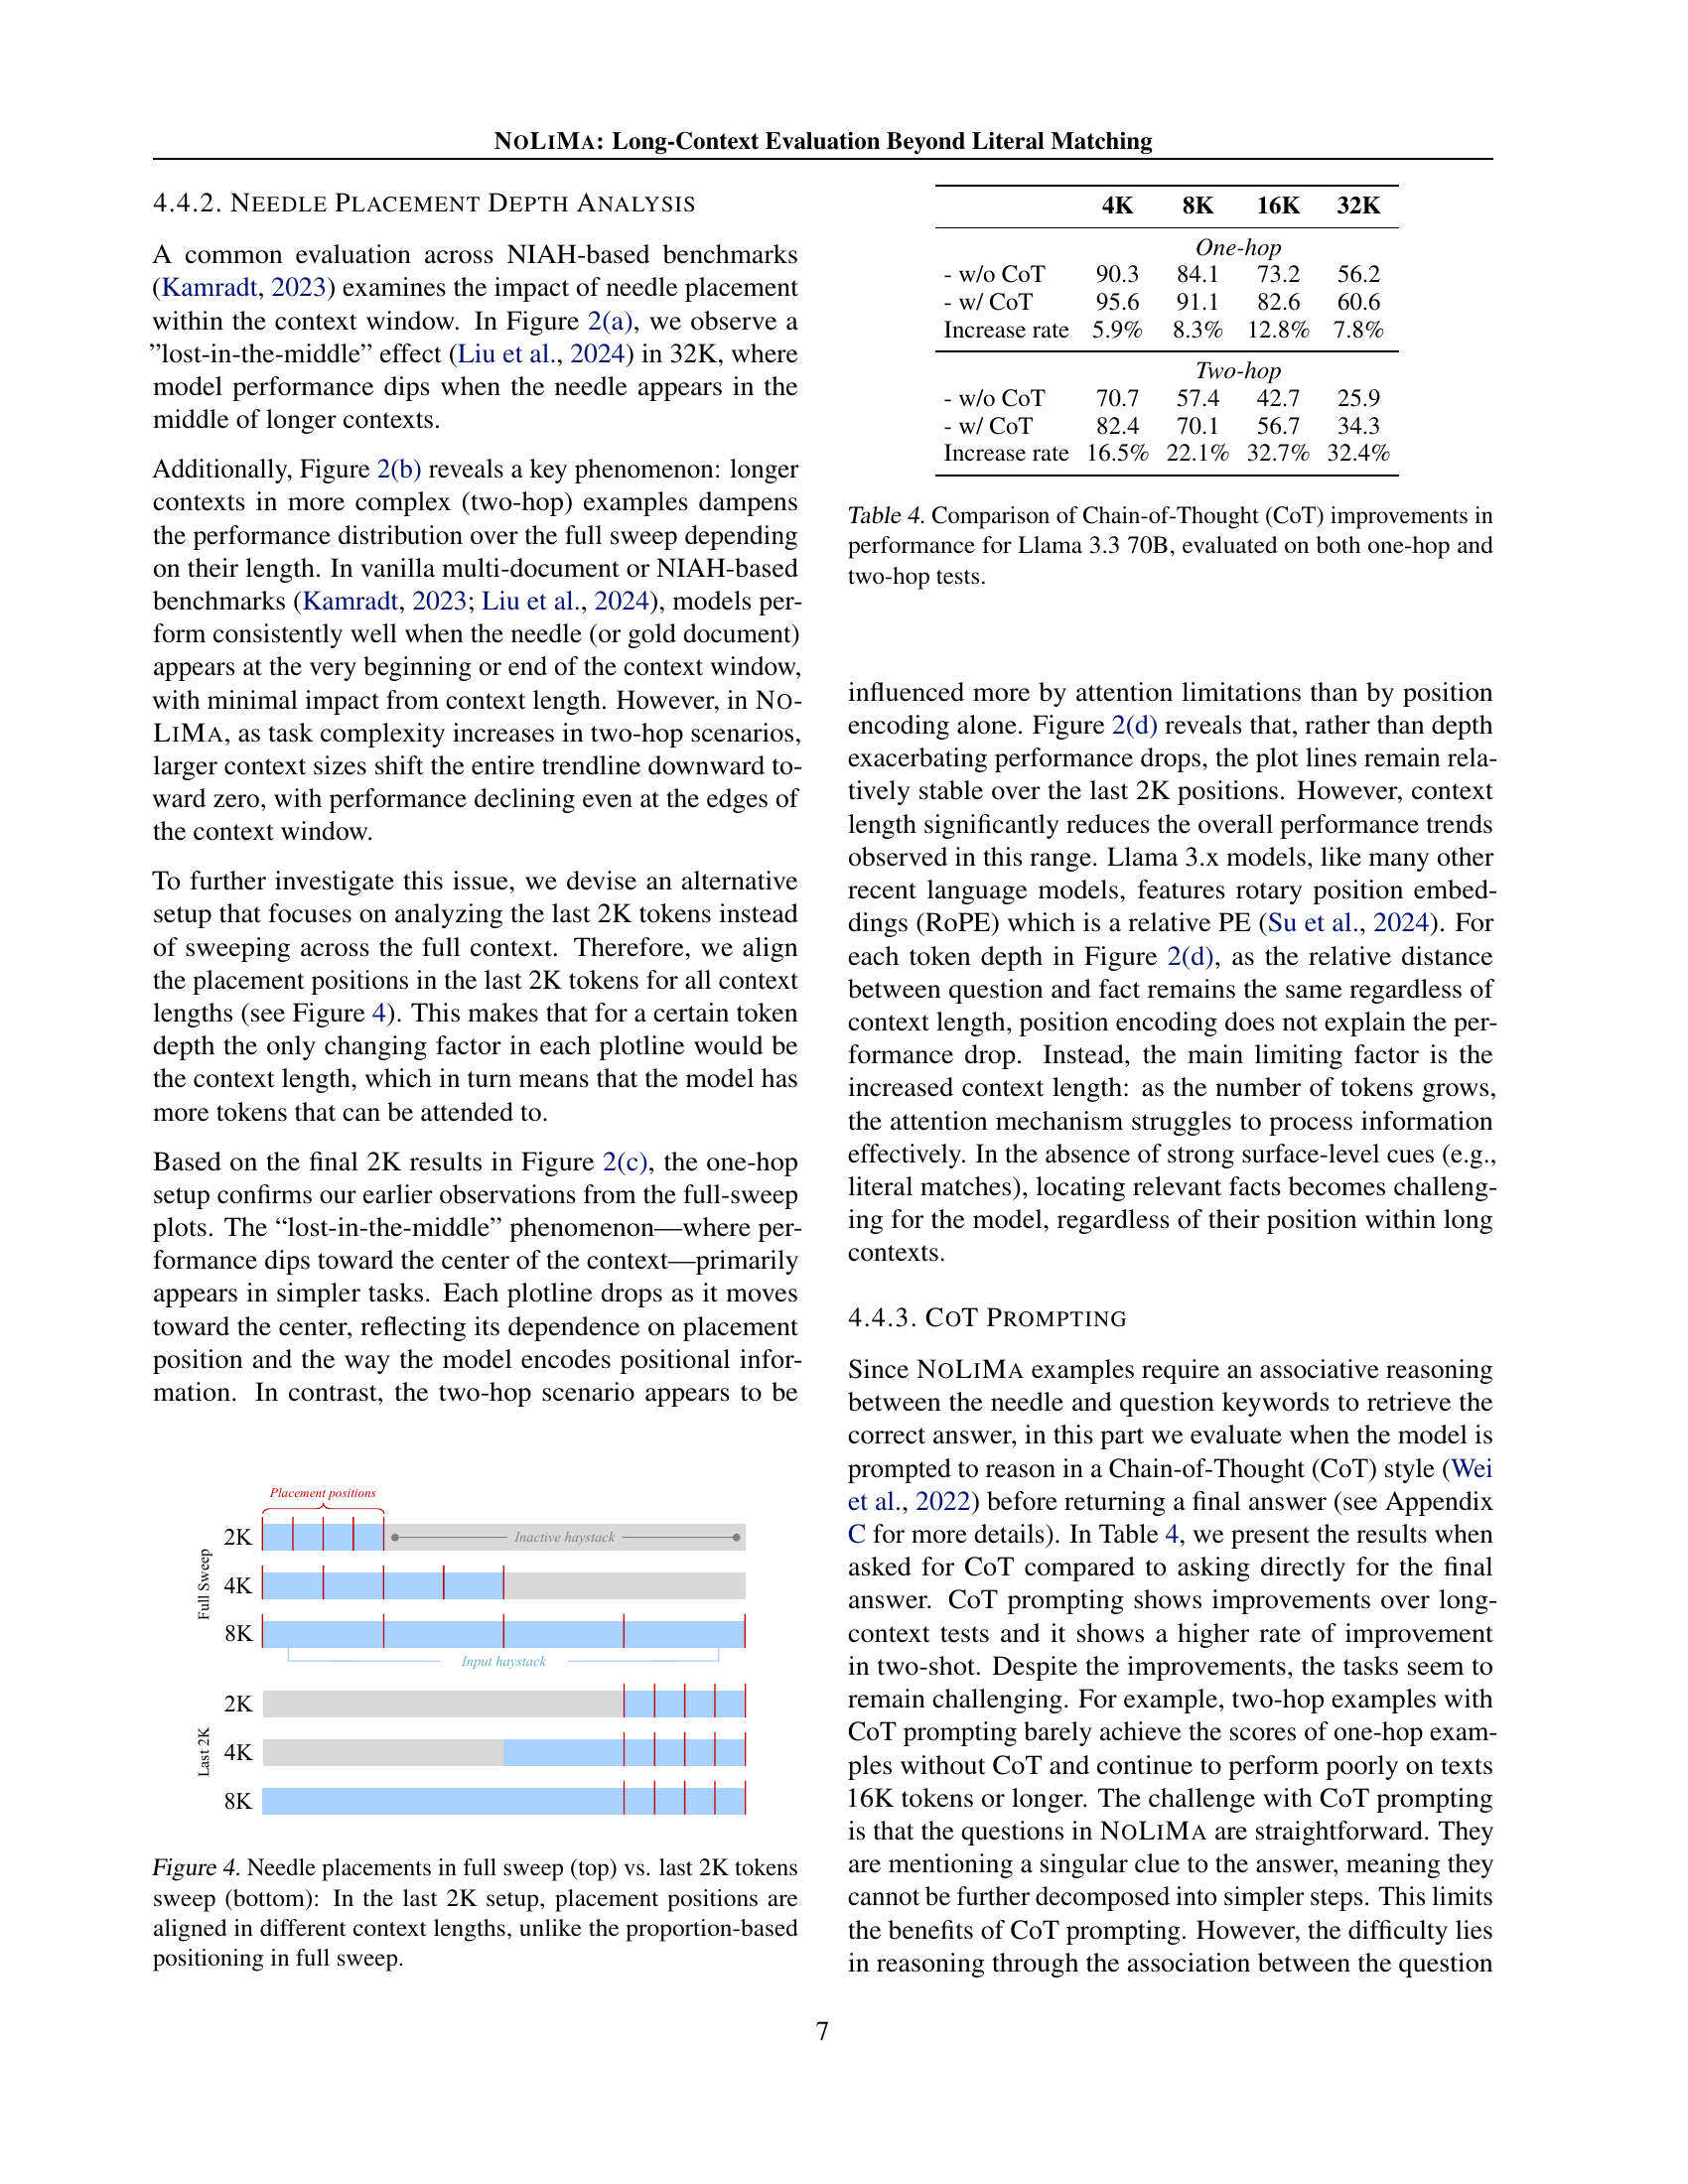 NOLIMA: Long-Context Evaluation Beyond Literal Matching
4.4.2. NEEDLE PLACEMENT DEPTH ANALYSIS
A common evaluation across NIAH-based benchmarks
(Kamradt, 2023) examines the impact of needle placement
within the context window. In Figure 2(a), we observe a
”lost-in-the-middle” effect (Liu et al., 2024) in 32K, where
model performance dips when the needle appears in the
middle of longer contexts.
Additionally, Figure 2(b) reveals a key phenomenon: longer
contexts in more complex (two-hop) examples dampens
the performance distribution over the full sweep depending
on their length. In vanilla multi-document or NIAH-based
benchmarks (Kamradt, 2023; Liu et al., 2024), models per-
form consistently well when the needle (or gold document)
appears at the very beginning or end of the context window,
with minimal impact from context length. However, in NO-
LIMA, as task complexity increases in two-hop scenarios,
larger context sizes shift the entire trendline downward to-
ward zero, with performance declining even at the edges of
the context window.
To further investigate this issue, we devise an alternative
setup that focuses on analyzing the last 2K tokens instead
of sweeping across the full context. Therefore, we align
the placement positions in the last 2K tokens for all context
lengths (see Figure 4). This makes that for a certain token
depth the only changing factor in each plotline would be
the context length, which in turn means that the model has
more tokens that can be attended to.
Based on the final 2K results in Figure 2(c), the one-hop
setup confirms our earlier observations from the full-sweep
plots. The “lost-in-the-middle” phenomenon—where per-
formance dips toward the center of the context—primarily
appears in simpler tasks. Each plotline drops as it moves
toward the center, reflecting its dependence on placement
position and the way the model encodes positional infor-
mation. In contrast, the two-hop scenario appears to be
Placement positions
Full Sweep
2K
Inactive haystack
4K
8K
Input haystack
Last 2K
2K
4K
8K
Figure 4. Needle placements in full sweep (top) vs. last 2K tokens
sweep (bottom): In the last 2K setup, placement positions are
aligned in different context lengths, unlike the proportion-based
positioning in full sweep.
4K 8K 16K 32K
One-hop
- w/o CoT 90.3 84.1 73.2 56.2
- w/ CoT 95.6 91.1 82.6 60.6
Increase rate 5.9% 8.3% 12.8% 7.8%
Two-hop
- w/o CoT 70.7 57.4 42.7 25.9
- w/ CoT 82.4 70.1 56.7 34.3
Increase rate 16.5% 22.1% 32.7% 32.4%
Table 4. Comparison of Chain-of-Thought (CoT) improvements in
performance for Llama 3.3 70B, evaluated on both one-hop and
two-hop tests.
influenced more by attention limitations than by position
encoding alone. Figure 2(d) reveals that, rather than depth
exacerbating performance drops, the plot lines remain rela-
tively stable over the last 2K positions. However, context
length significantly reduces the overall performance trends
observed in this range. Llama 3.x models, like many other
recent language models, features rotary position embed-
dings (RoPE) which is a relative PE (Su et al., 2024). For
each token depth in Figure 2(d), as the relative distance
between question and fact remains the same regardless of
context length, position encoding does not explain the per-
formance drop. Instead, the main limiting factor is the
increased context length: as the number of tokens grows,
the attention mechanism struggles to process information
effectively. In the absence of strong surface-level cues (e.g.,
literal matches), locating relevant facts becomes challeng-
ing for the model, regardless of their position within long
contexts.
4.4.3. COT PROMPTING
Since NOLIMA examples require an associative reasoning
between the needle and question keywords to retrieve the
correct answer, in this part we evaluate when the model is
prompted to reason in a Chain-of-Thought (CoT) style (Wei
et al., 2022) before returning a final answer (see Appendix
C for more details). In Table 4, we present the results when
asked for CoT compared to asking directly for the final
answer. CoT prompting shows improvements over long-
context tests and it shows a higher rate of improvement
in two-shot. Despite the improvements, the tasks seem to
remain challenging. For example, two-hop examples with
CoT prompting barely achieve the scores of one-hop exam-
ples without CoT and continue to perform poorly on texts
16K tokens or longer. The challenge with CoT prompting
is that the questions in NOLIMA are straightforward. They
are mentioning a singular clue to the answer, meaning they
cannot be further decomposed into simpler steps. This limits
the benefits of CoT prompting. However, the difficulty lies
in reasoning through the association between the question
7